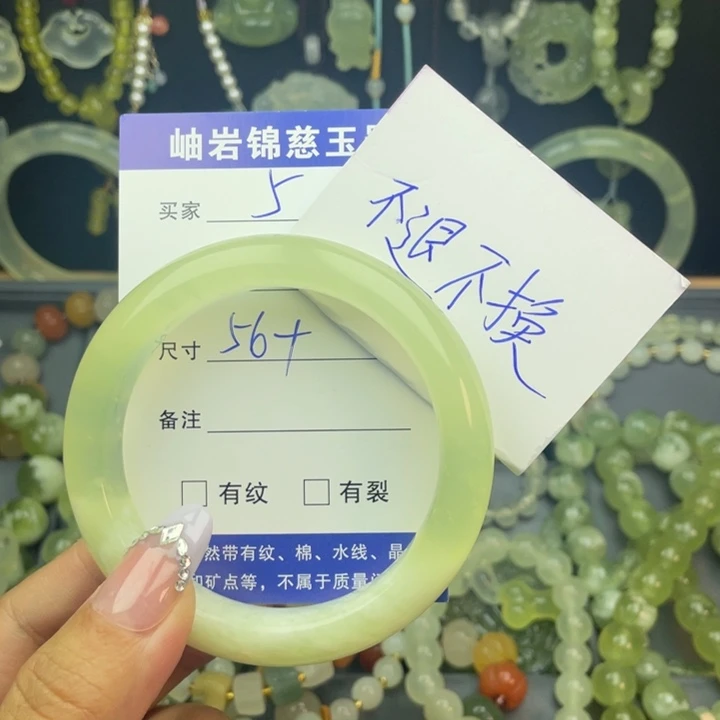 岫岩锦慈玉
买家 5
不退不换
尺寸 56+
备注
□ 有纹 □ 有裂
然带有纹、棉、水线、晶
矿点等，不属于质量